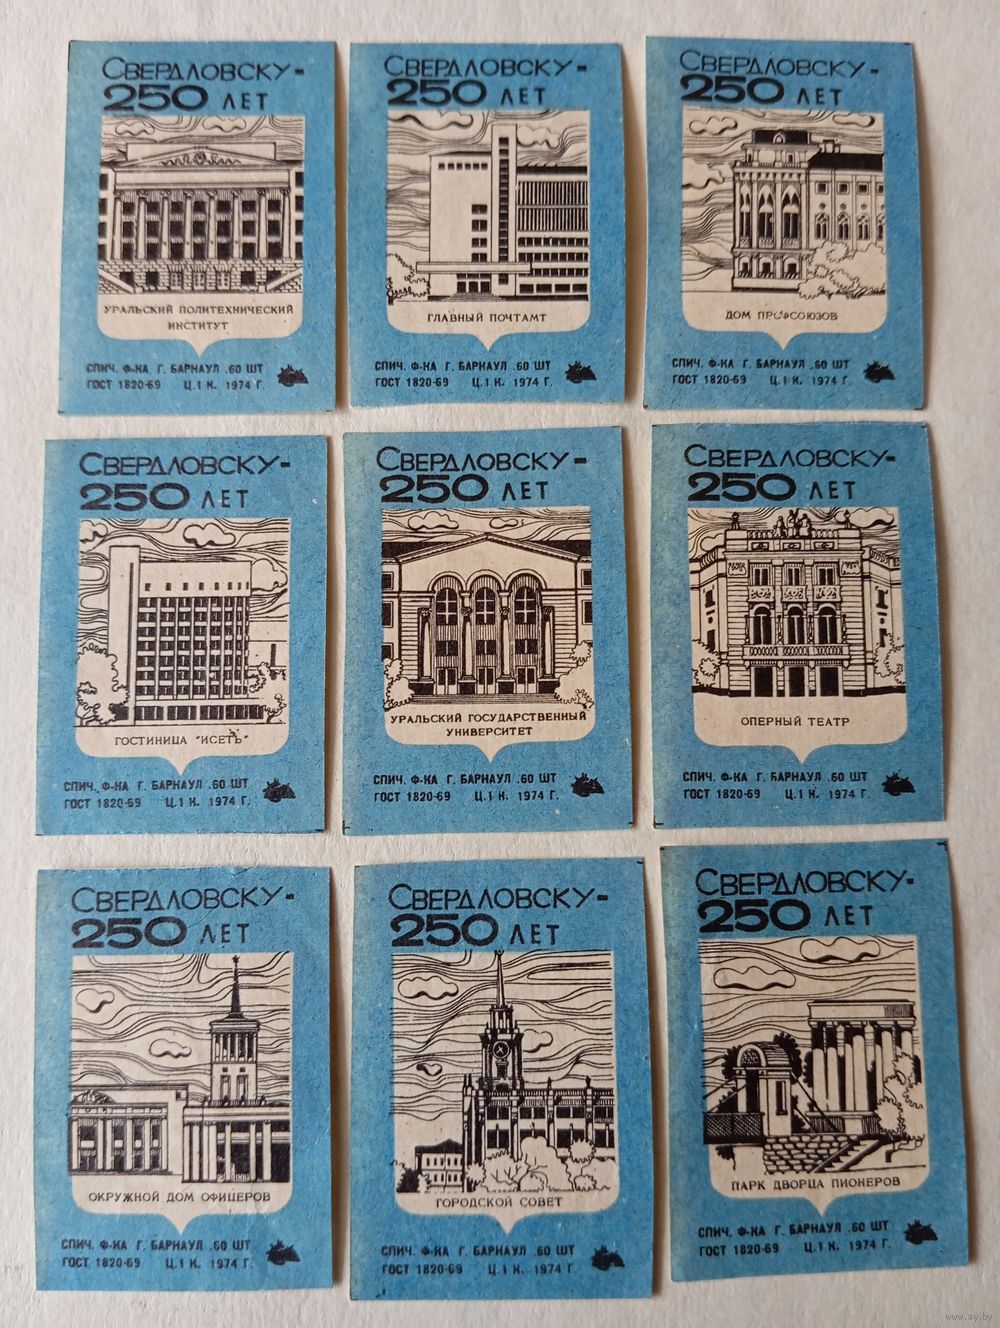 СВЕРДЛОВСКУ-
250 ЛЕТ
УРАЛЬСКИЙ ПОЛИТЕХНИЧЕСКИЙ
ИНСТИТУТ
СПИЧ. Ф-КА Г. БАРНАУЛ .60 ШТ
ГОСТ 1820-69 Ц.1 К. 1974 Г.
СВЕРДЛОВСКУ-
250 ЛЕТ
ГЛАВНЫЙ ПОЧТАМТ
СПИЧ. Ф-КА Г. БАРНАУЛ .60 ШТ
ГОСТ 1820-69 Ц.1 К. 1974 Г.
СВЕРДЛОВСКУ-
250 ЛЕТ
ДОМ ПРОФСОЮЗОВ
СПИЧ. Ф-КА Г. БАРНАУЛ .60 ШТ
ГОСТ 1820-69 Ц.1 К. 1974 Г.
СВЕРДЛОВСКУ-
250 ЛЕТ
ГОСТИНИЦА "ИСЕТЬ"
СПИЧ. Ф-КА Г. БАРНАУЛ .60 ШТ
ГОСТ 1820-69 Ц.1 К. 1974 Г.
СВЕРДЛОВСКУ-
250 ЛЕТ
УРАЛЬСКИЙ ГОСУДАРСТВЕННЫЙ
УНИВЕРСИТЕТ
СПИЧ. Ф-КА Г. БАРНАУЛ .60 ШТ
ГОСТ 1820-69 Ц.1 К. 1974 Г.
СВЕРДЛОВСКУ-
250 ЛЕТ
ОПЕРНЫЙ ТЕАТР
СПИЧ. Ф-КА Г. БАРНАУЛ .60 ШТ
ГОСТ 1820-69 Ц.1 К. 1974 Г.
СВЕРДЛОВСКУ-
250 ЛЕТ
ОКРУЖНОЙ ДОМ ОФИЦЕРОВ
СПИЧ. Ф-КА Г. БАРНАУЛ .60 ШТ
ГОСТ 1820-69 Ц.1 К. 1974 Г.
СВЕРДЛОВСКУ-
250 ЛЕТ
ГОРОДСКОЙ СОВЕТ
СПИЧ. Ф-КА Г. БАРНАУЛ .60 ШТ
ГОСТ 1820-69 Ц.1 К. 1974 Г.
СВЕРДЛОВСКУ-
250 ЛЕТ
ПАРК ДВОРЦА ПИОНЕРОВ
СПИЧ. Ф-КА Г. БАРНАУЛ .60 ШТ
ГОСТ 1820-69 Ц.1 К. 1974 Г.
www.ay.by